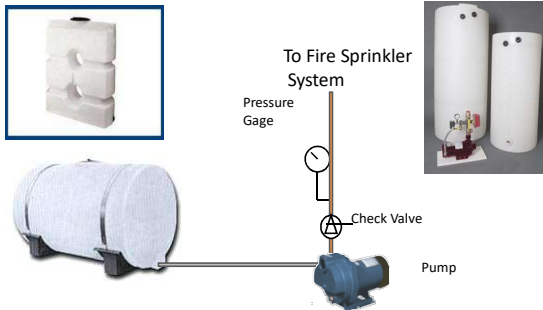 To Fire Sprinkler
System
Pressure
Gage
Check Valve
Pump